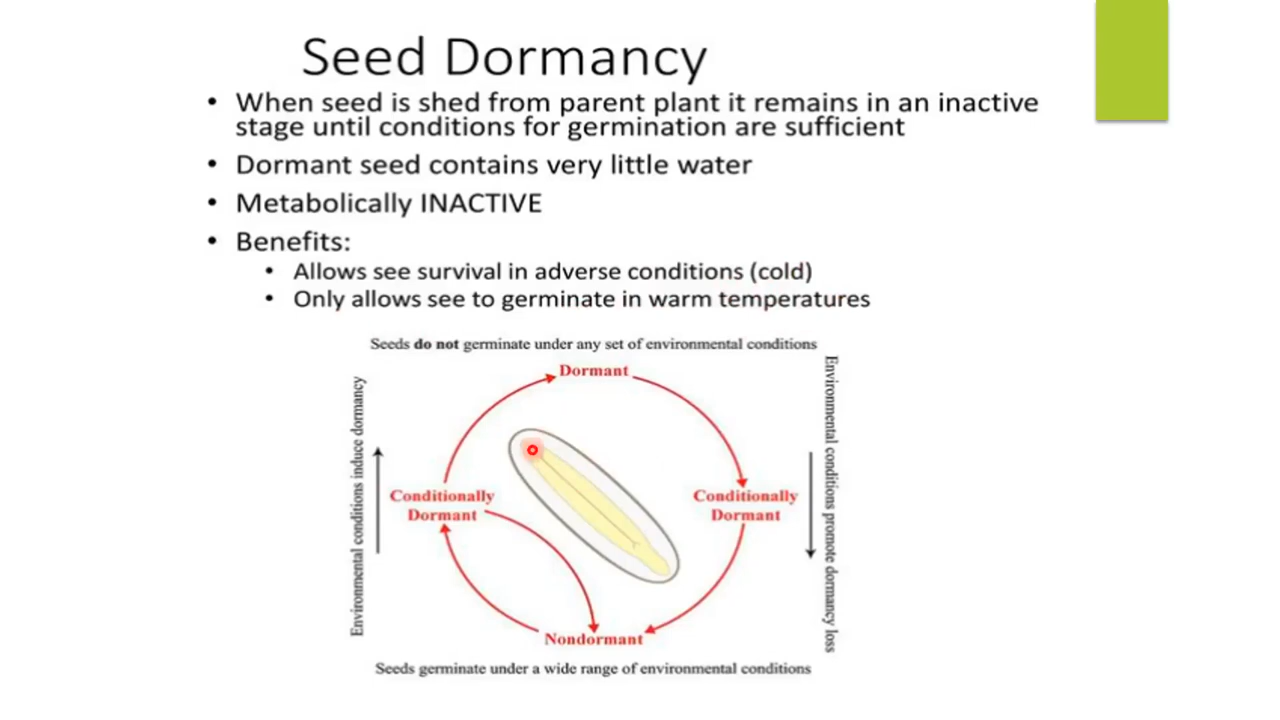 Seed Dormancy
• When seed is shed from parent plant it remains in an inactive
stage until conditions for germination are sufficient
• Dormant seed contains very little water
• Metabolically INACTIVE
• Benefits:
• Allows see survival in adverse conditions (cold)
• Only allows see to germinate in warm temperatures
Seeds do not germinate under any set of environmental conditions
Dormant
Environmental conditions induce dormancy
Conditionally
Dormant
Conditionally
Dormant
Environmental conditions promote dormancy loss
Nondormant
Seeds germinate under a wide range of environmental conditions